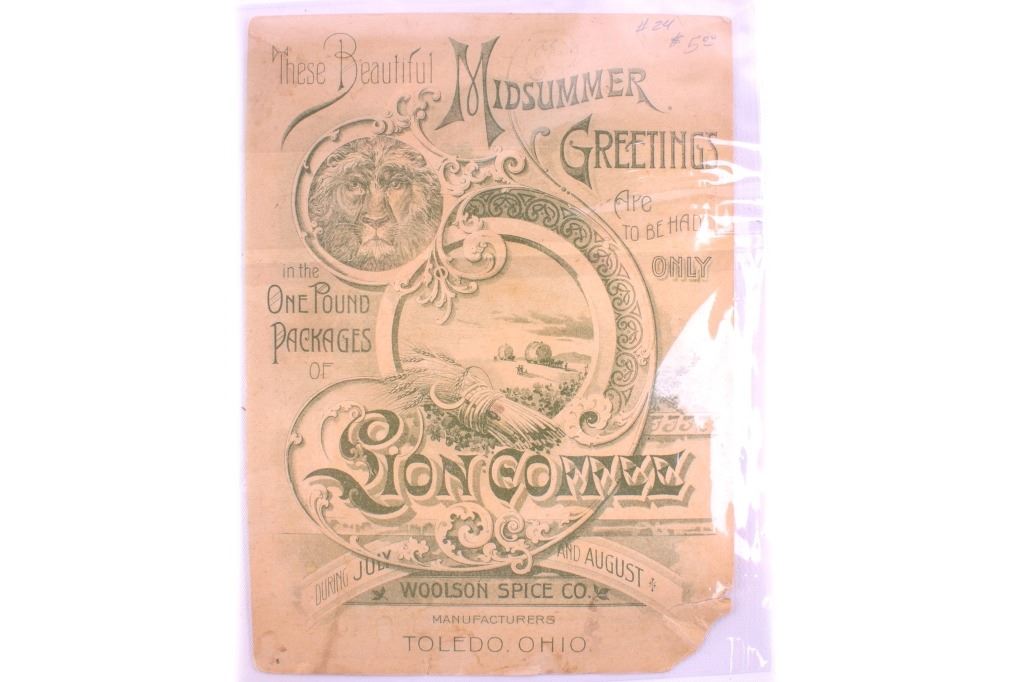 # 24
$ 5.00
These Beautiful MIDSUMMER
GREETINGS
Are
TO BE HAD
ONLY
in the
ONE POUND
PACKAGES
OF
LION COFFEE
DURING JULY AND AUGUST
WOOLSON SPICE CO.
MANUFACTURERS
TOLEDO, OHIO.